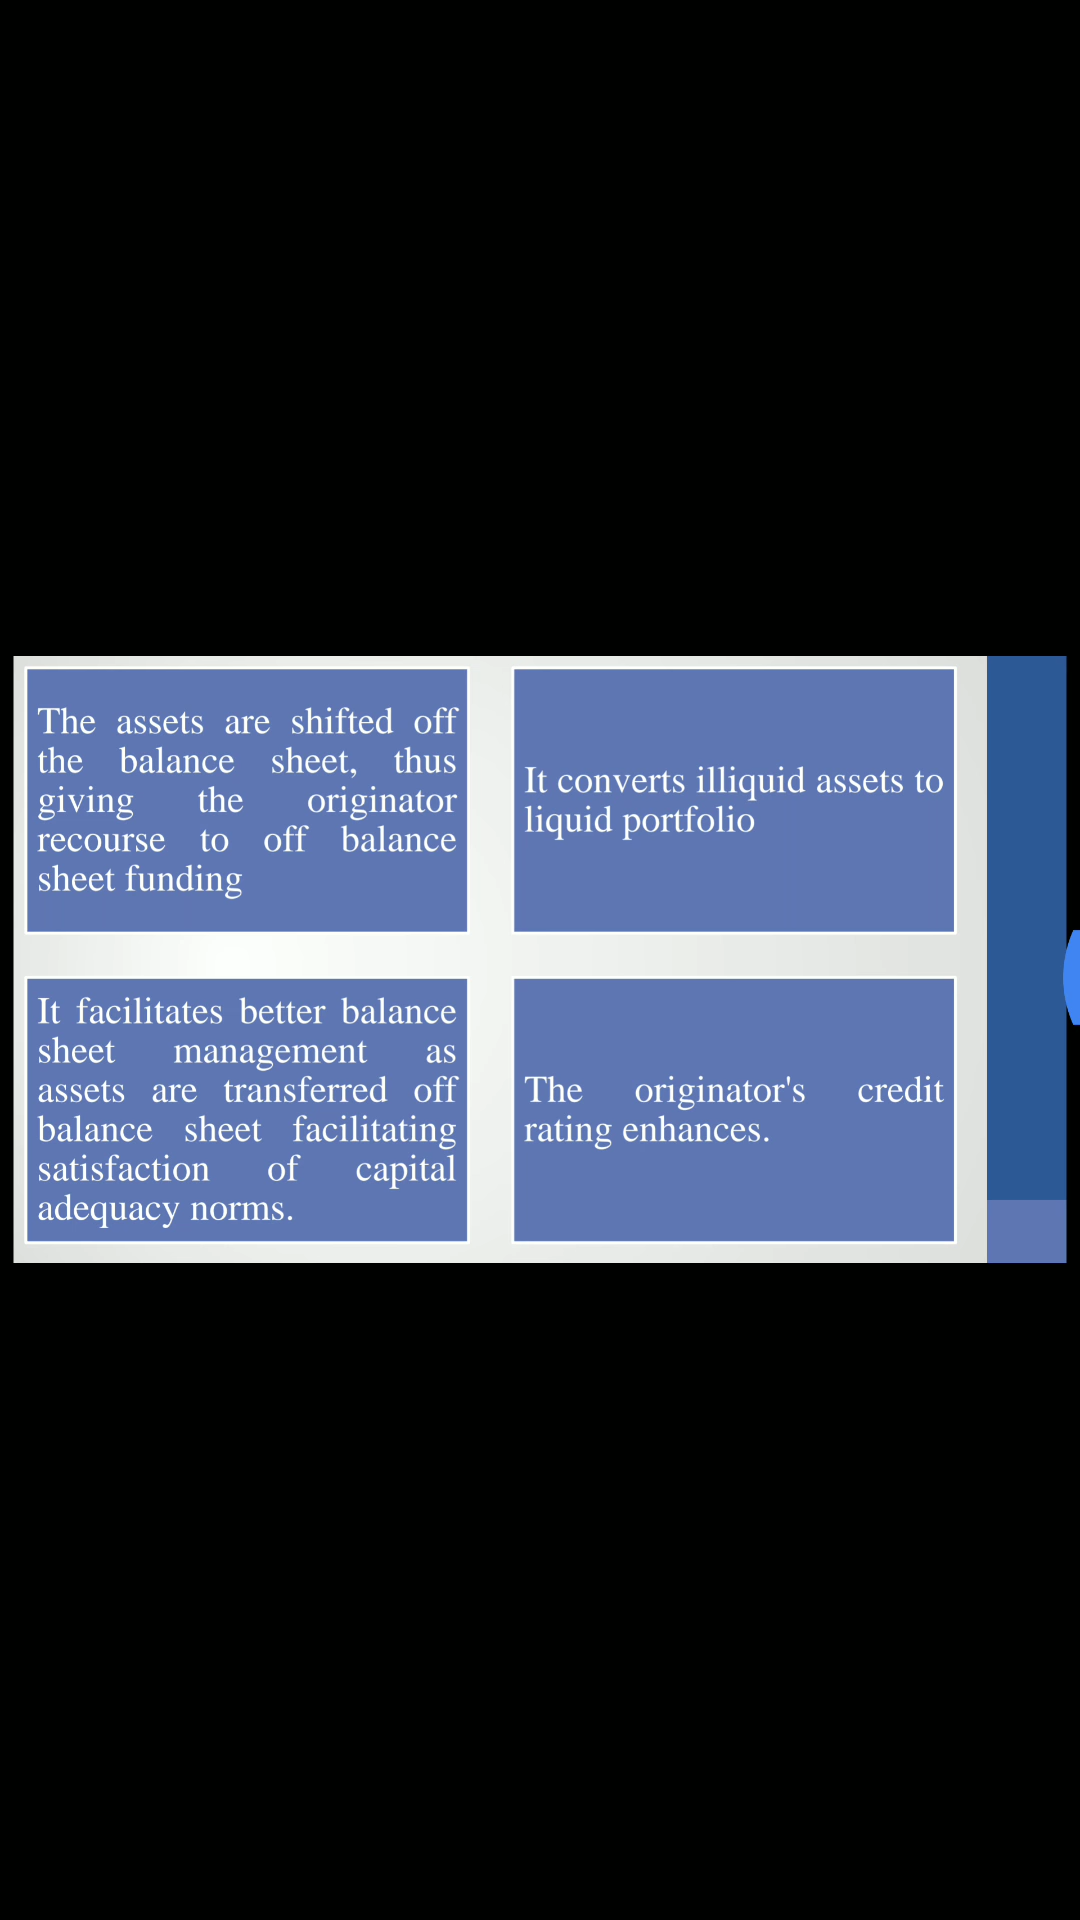 The assets are shifted off
the balance sheet, thus
giving the originator
recourse to off balance
sheet funding
It converts illiquid assets to
liquid portfolio
It facilitates better balance
sheet management as
assets are transferred off
balance sheet facilitating
satisfaction of capital
adequacy norms.
The originator's credit
rating enhances.